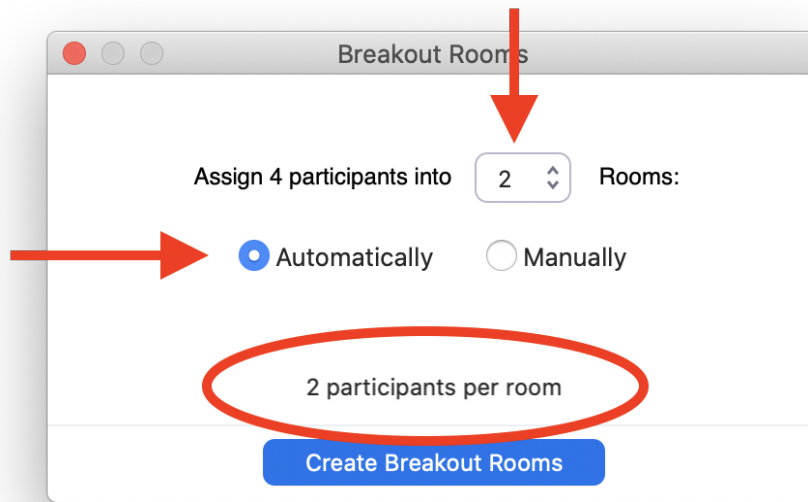 Breakout Rooms
Assign 4 participants into 2 Rooms:
Automatically Manually
2 participants per room
Create Breakout Rooms